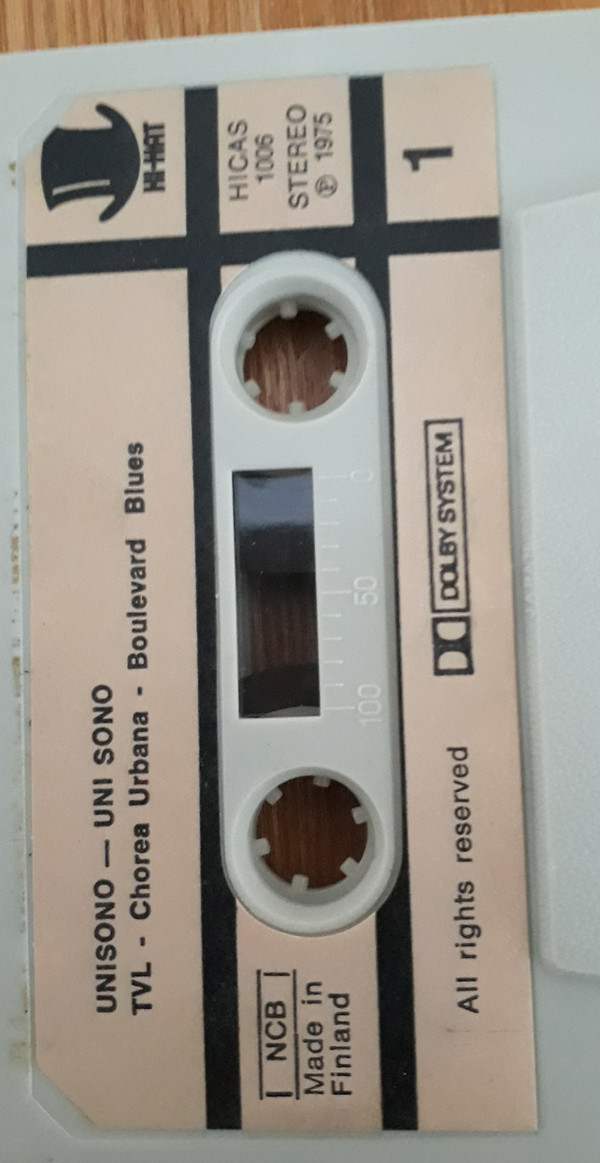 HI-HAT
UNISONO — UNI SONO
TVL - Chorea Urbana - Boulevard Blues
HICAS
1006
STEREO
℗ 1975
NCB
Made in
Finland
100 50 0
1
DOLBY SYSTEM
All rights reserved